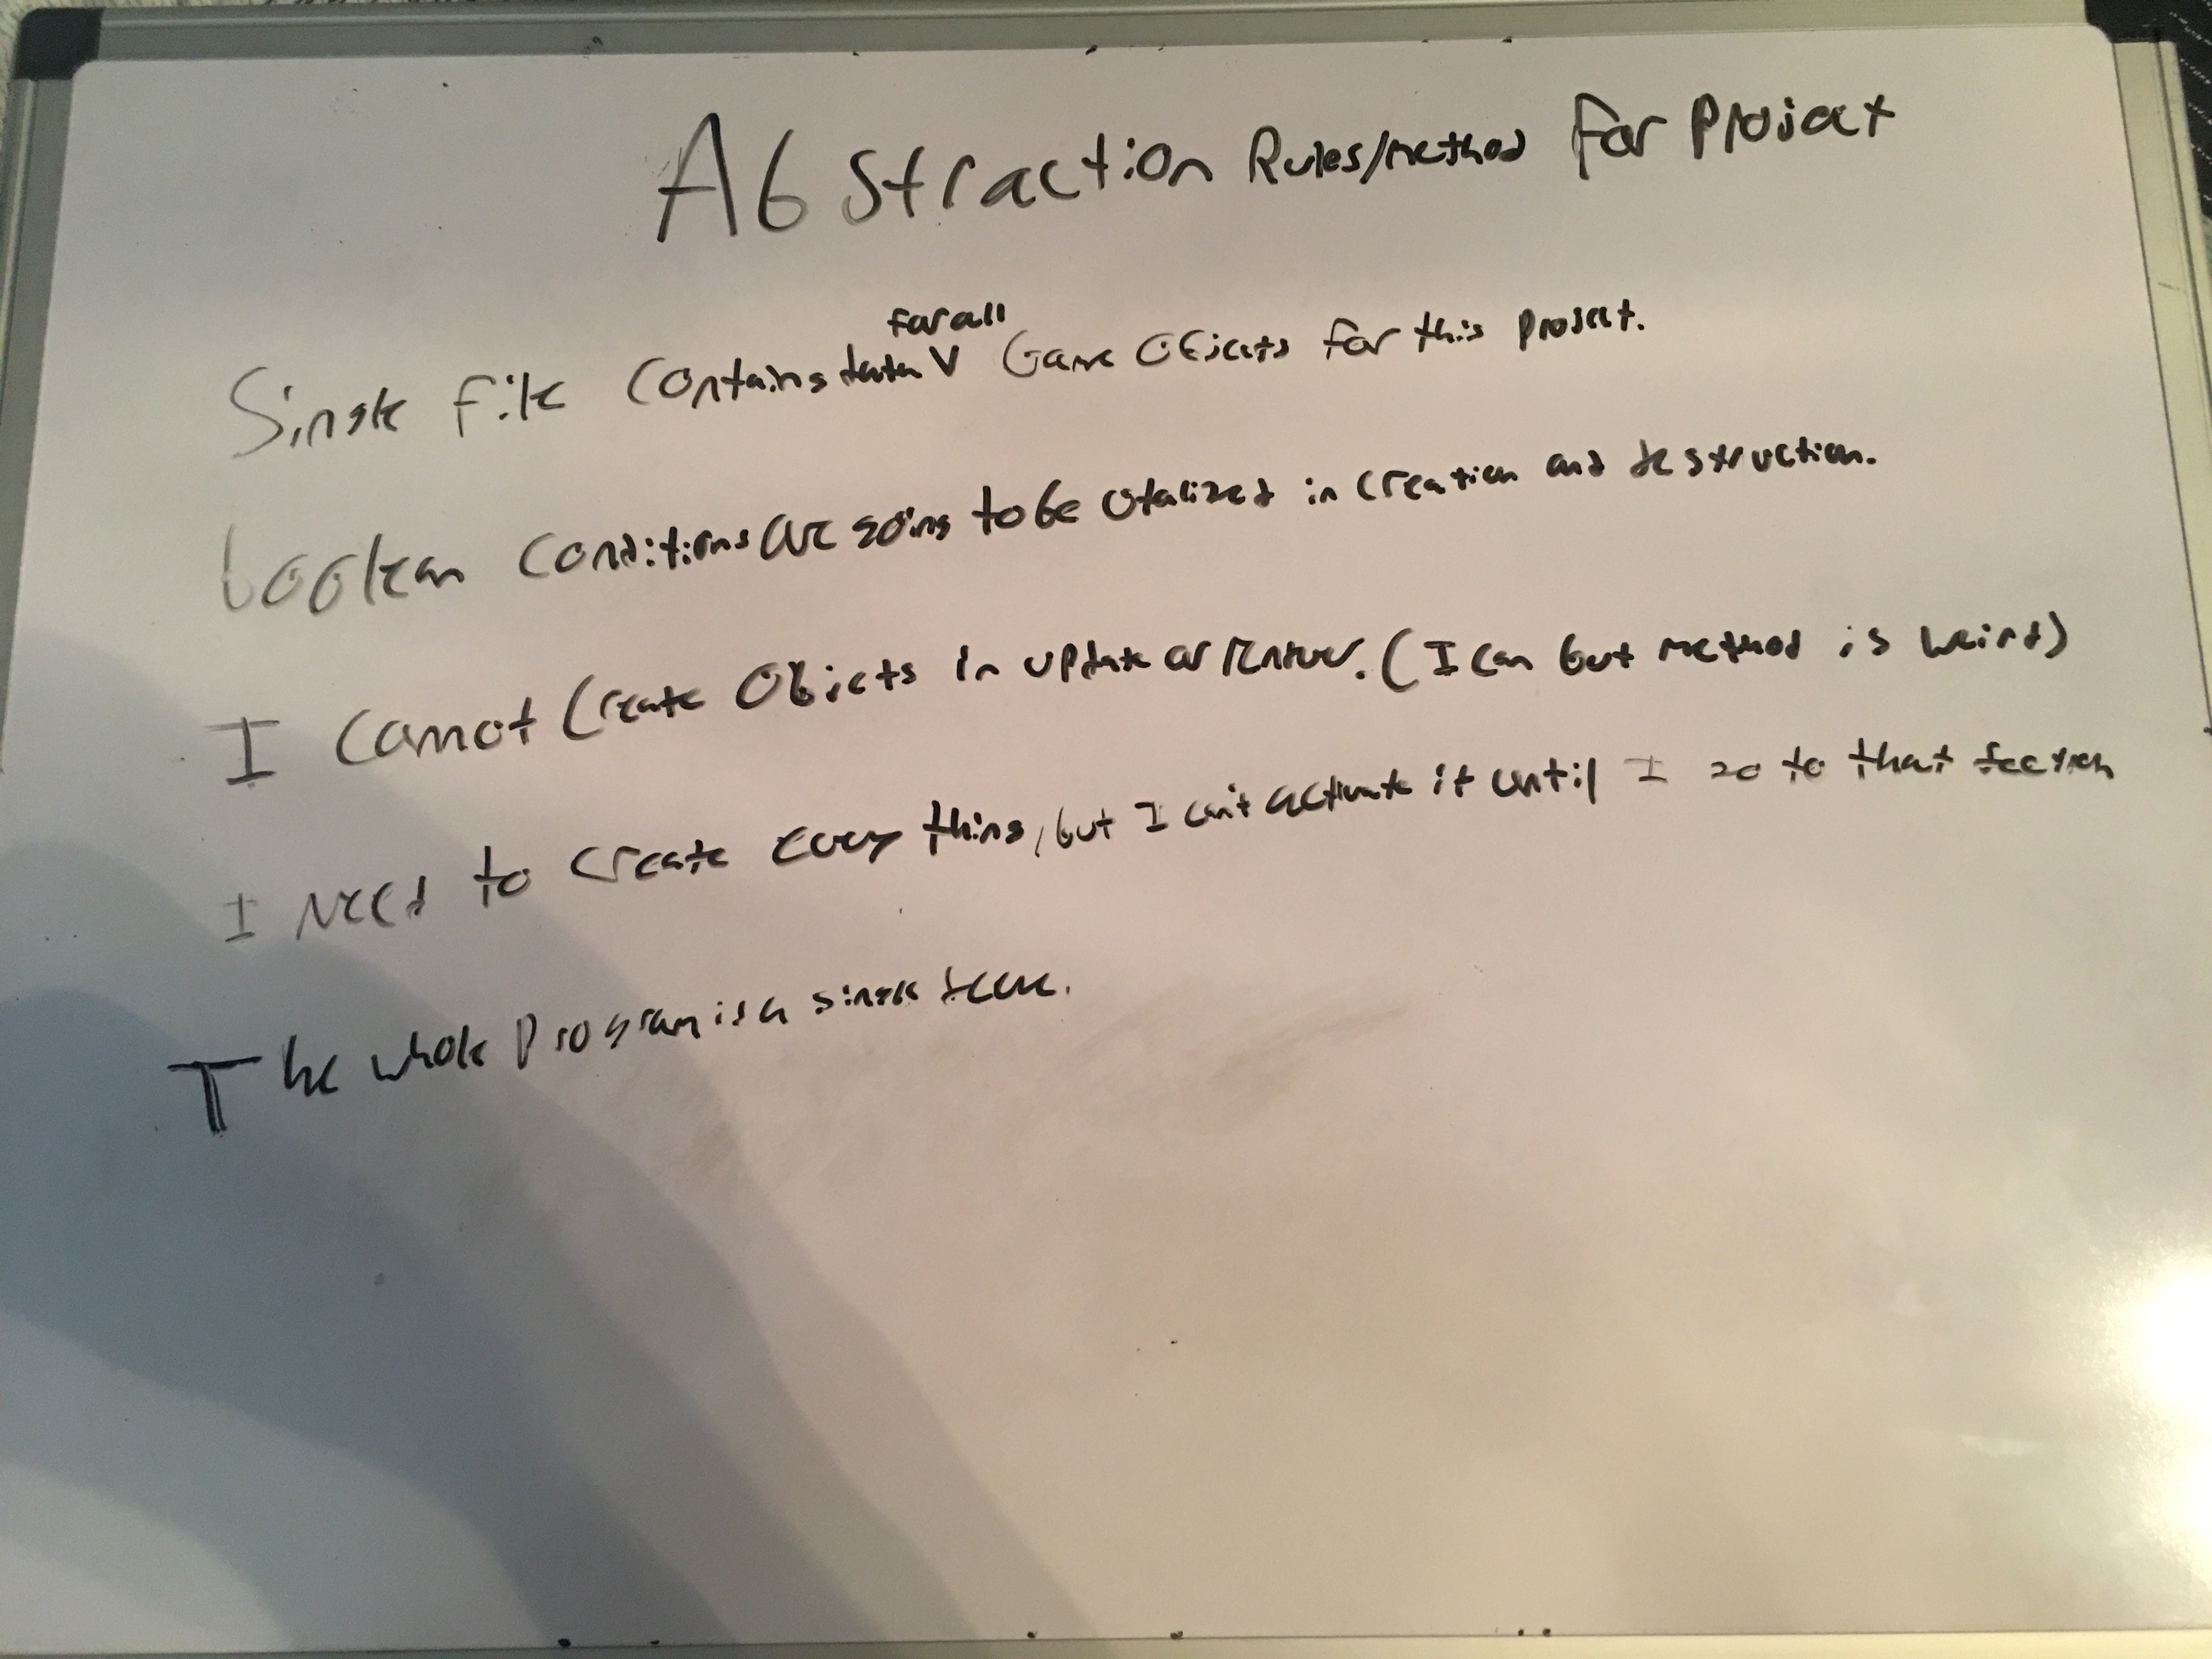 Abstraction Rules/method for Project
for all
Single file contains data V Game Objects for this project.
boolean conditions are going to be utalized in creation and destruction.
I cannot create Objects in update or render. (I can but method is weird)
I need to create every thing, but I can't activate it until I go to that section
The whole program is a single